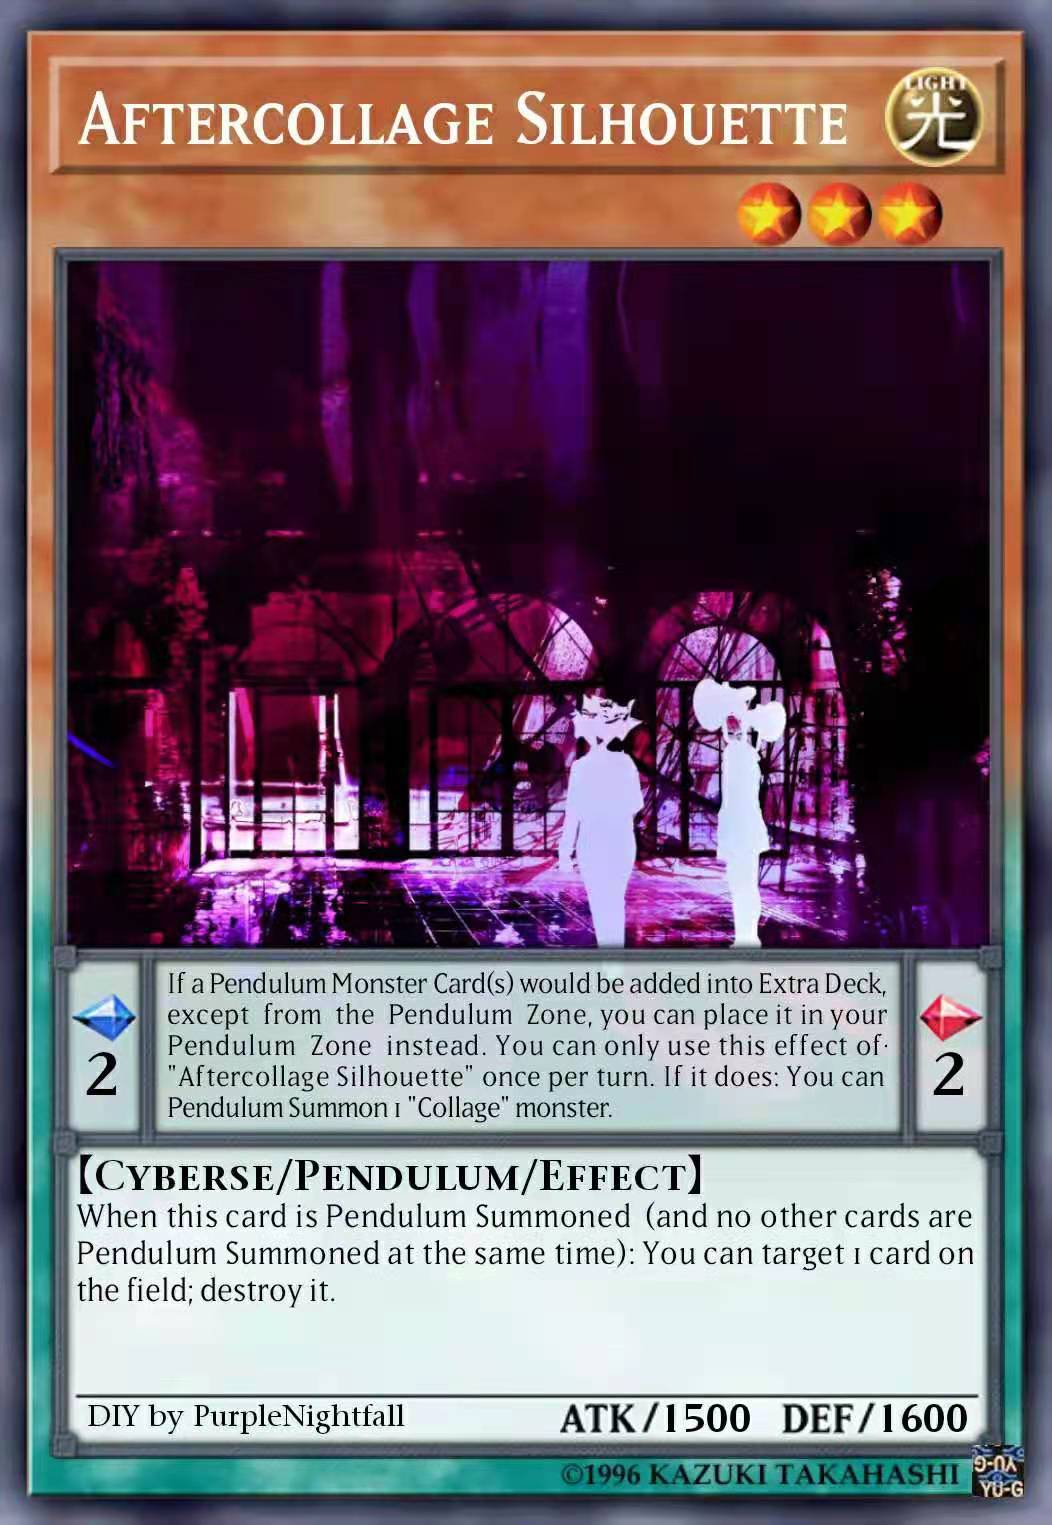 AFTERCOLLAGE SILHOUETTE
LIGHT
光
If a Pendulum Monster Card(s) would be added into Extra Deck,
except from the Pendulum Zone, you can place it in your
Pendulum Zone instead. You can only use this effect of
"Aftercollage Silhouette" once per turn. If it does: You can
Pendulum Summon 1 "Collage" monster.
2
2
【CYBERSE/PENDULUM/EFFECT】
When this card is Pendulum Summoned (and no other cards are
Pendulum Summoned at the same time): You can target 1 card on
the field; destroy it.
DIY by PurpleNightfall
ATK/1500 DEF/1600
©1996 KAZUKI TAKAHASHI
YU-G
YU-G